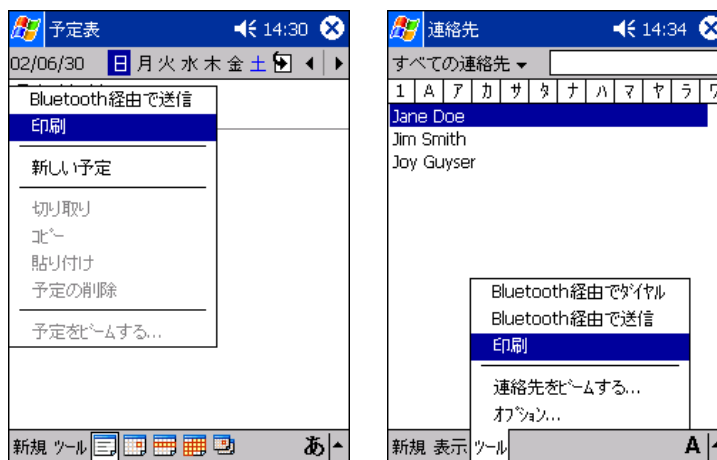 予定表 14:30
02/06/30 日 月 火 水 木 金 土
Bluetooth経由で送信
印刷
新しい予定
切り取り
ｺﾋﾟｰ
貼り付け
予定の削除
予定をﾋﾞｰﾑする...
新規 ﾂｰﾙ あ
連絡先 14:34
すべての連絡先
1 A ｱ ｶ ｻ ﾀ ﾅ ﾊ ﾏ ﾔ ﾗ ﾜ
Jane Doe
Jim Smith
Joy Guyser
Bluetooth経由でﾀﾞｲﾔﾙ
Bluetooth経由で送信
印刷
連絡先をﾋﾞｰﾑする...
ｵﾌﾟｼｮﾝ...
新規 表示 ﾂｰﾙ A